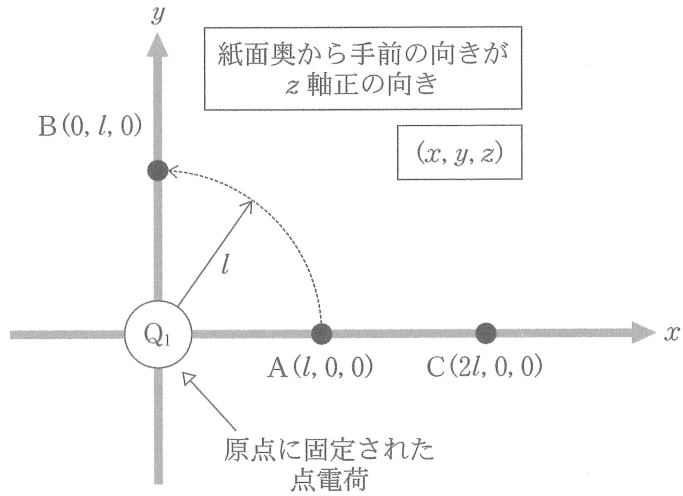 y
紙面奥から手前の向きが
z 軸正の向き
B(0, l, 0)
(x, y, z)
l
Q₁
x
A(l, 0, 0)
C(2l, 0, 0)
原点に固定された
点電荷